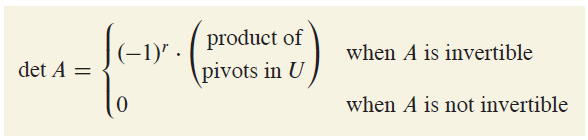 det A = { (−1)^r · (product of pivots in U) when A is invertible
0 when A is not invertible